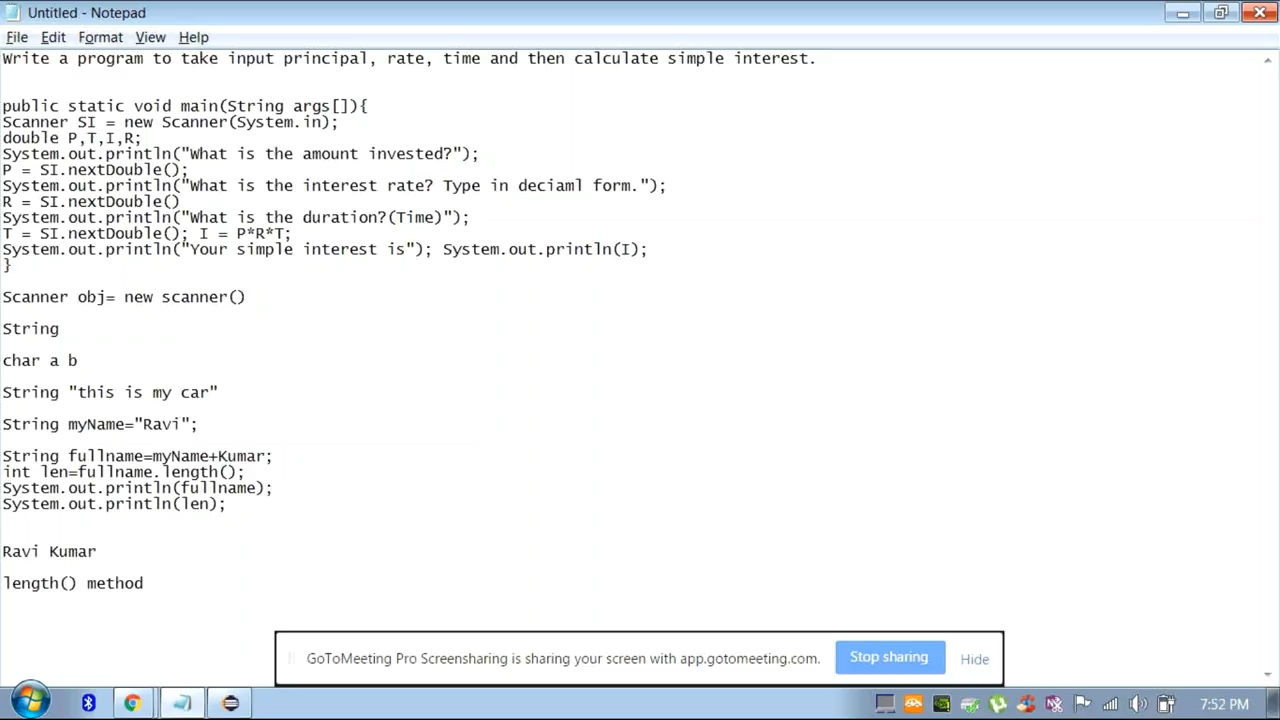 Untitled - Notepad
File Edit Format View Help
Write a program to take input principal, rate, time and then calculate simple interest.
public static void main(String args[]){
Scanner SI = new Scanner(System.in);
double P,T,I,R;
System.out.println("What is the amount invested?");
P = SI.nextDouble();
System.out.println("What is the interest rate? Type in deciaml form.");
R = SI.nextDouble()
System.out.println("What is the duration?(Time)");
T = SI.nextDouble(); I = P*R*T;
System.out.println("Your simple interest is"); System.out.println(I);
}
Scanner obj= new scanner()
String
char a b
String "this is my car"
String myName="Ravi";
String fullname=myName+Kumar;
int len=fullname.length();
System.out.println(fullname);
System.out.println(len);
Ravi Kumar
length() method
GoToMeeting Pro Screensharing is sharing your screen with app.gotomeeting.com. Stop sharing Hide
7:52 PM